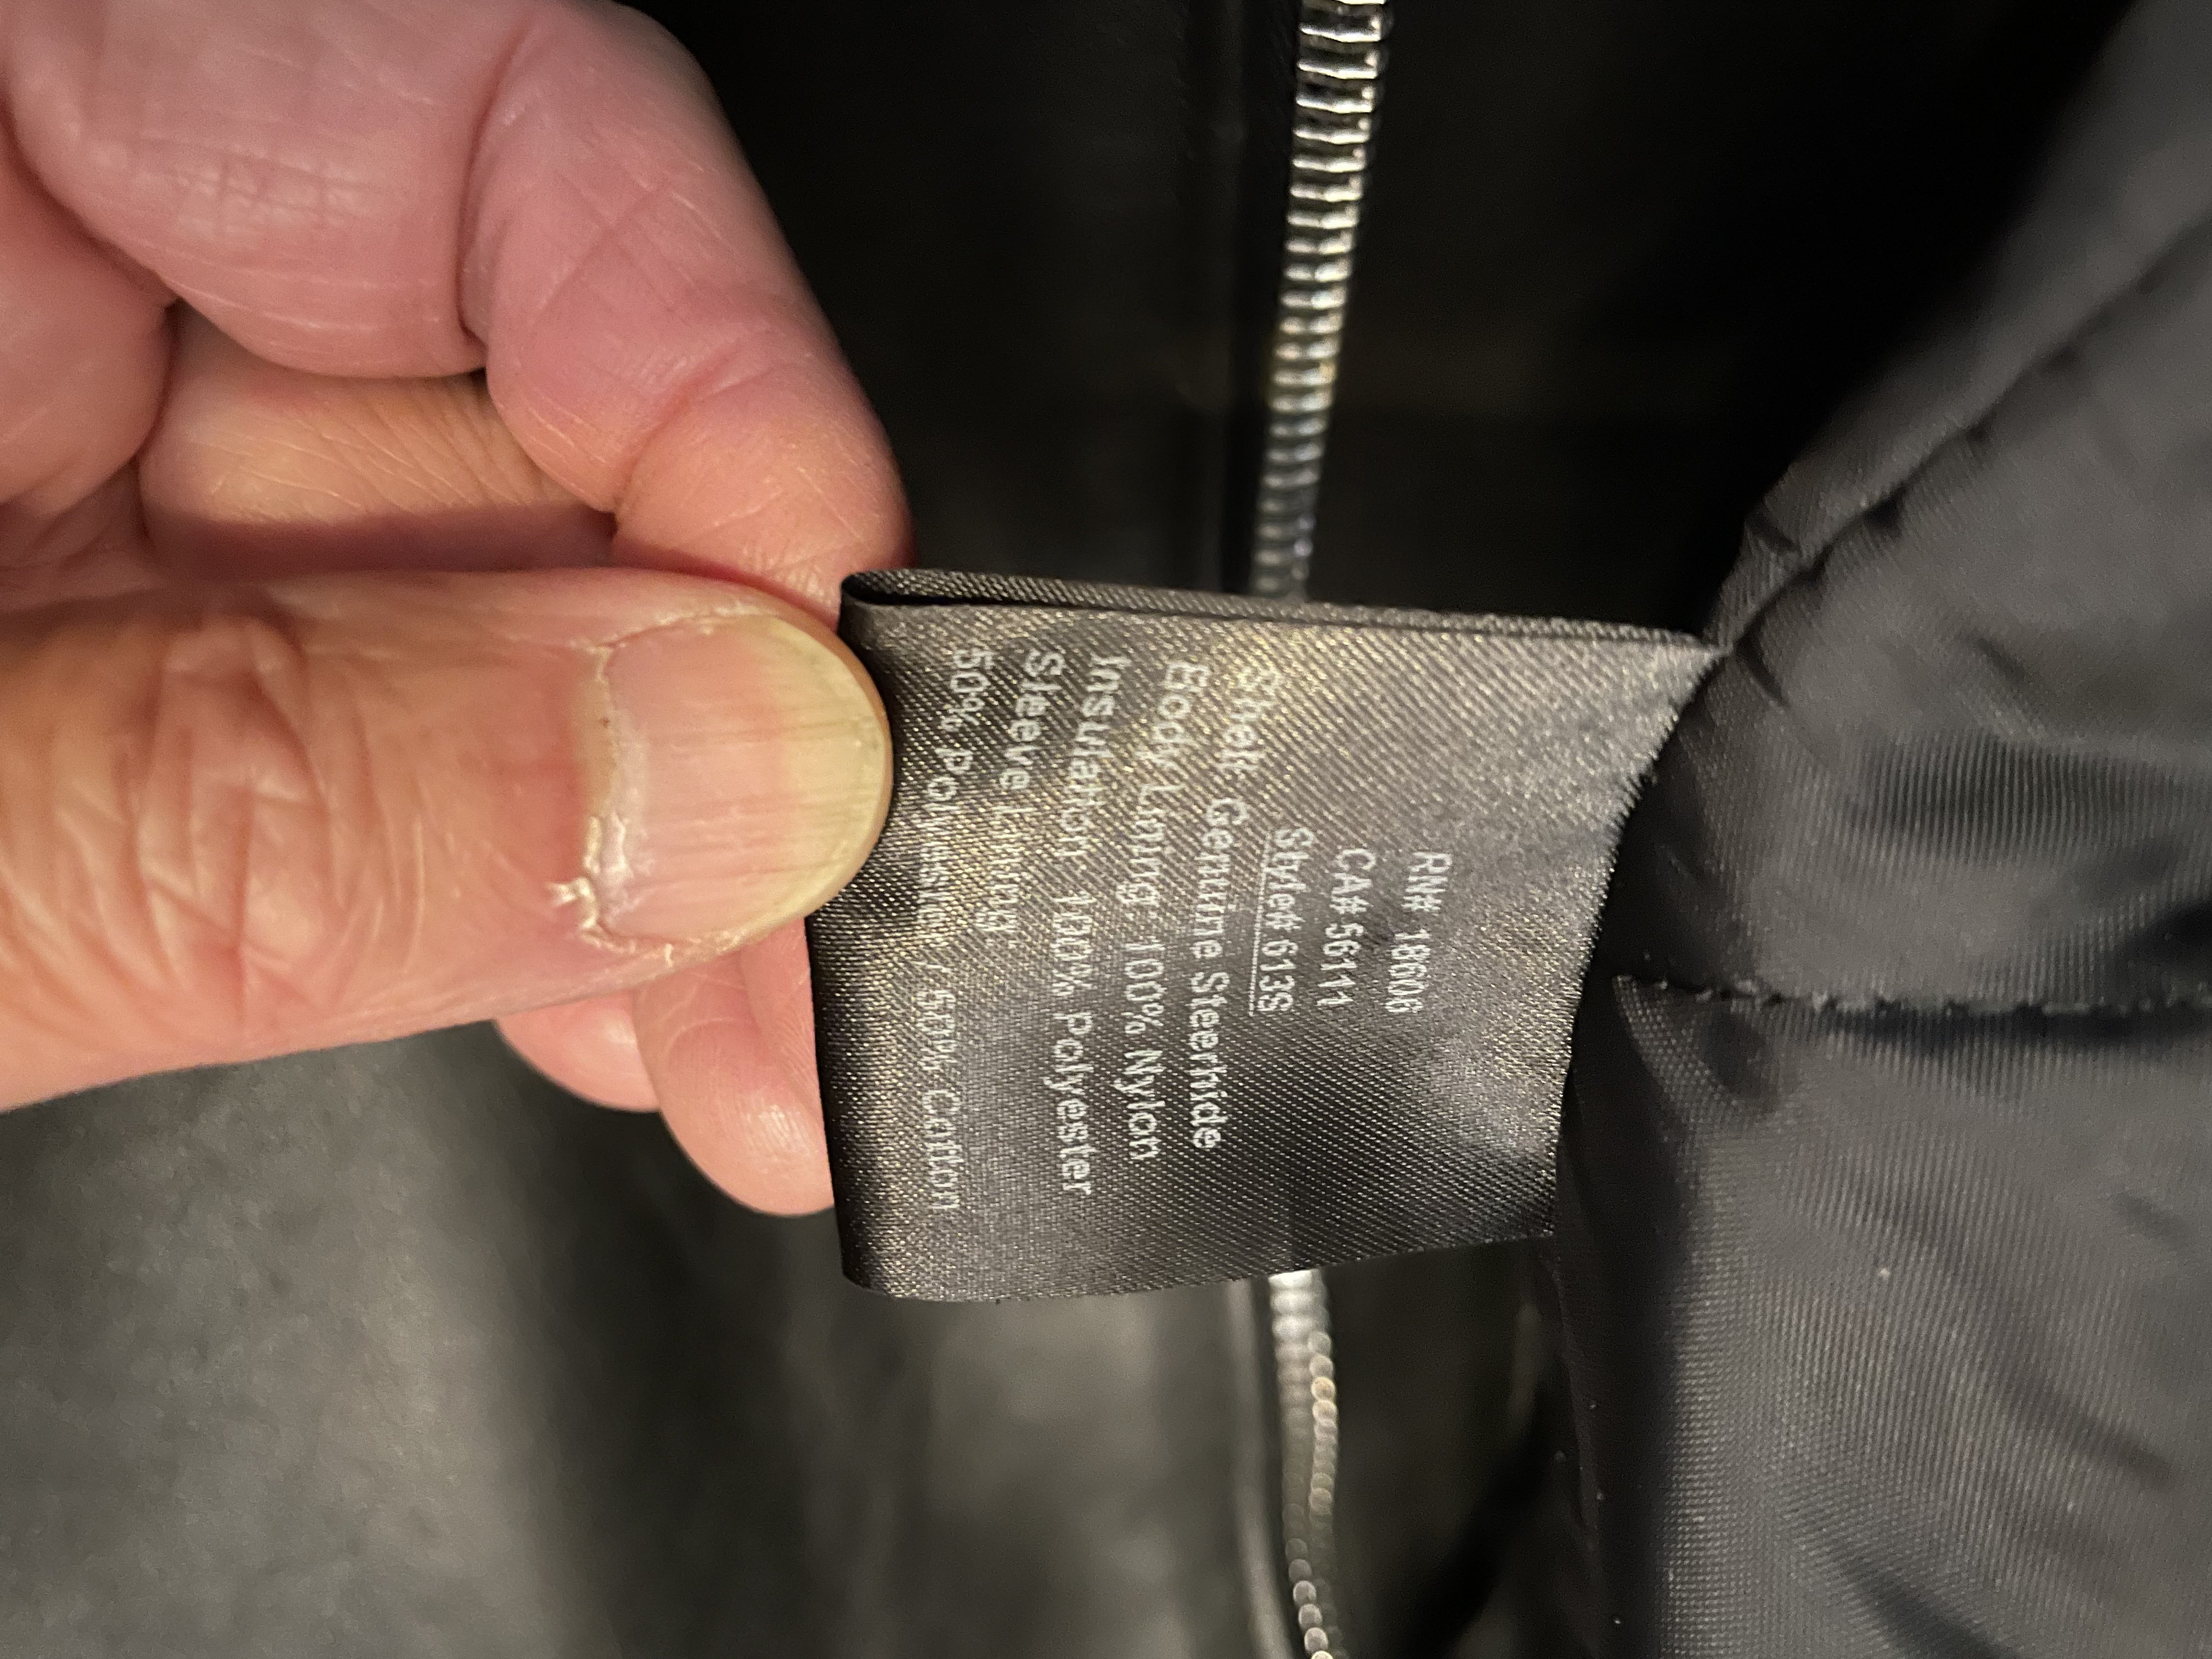 RN# 18606
CA# 56111
Style# 613S
Shell: Genuine Steerhide
Body Lining: 100% Nylon
Insulation: 100% Polyester
Sleeve Lining:
50% Polyester / 50% Cotton